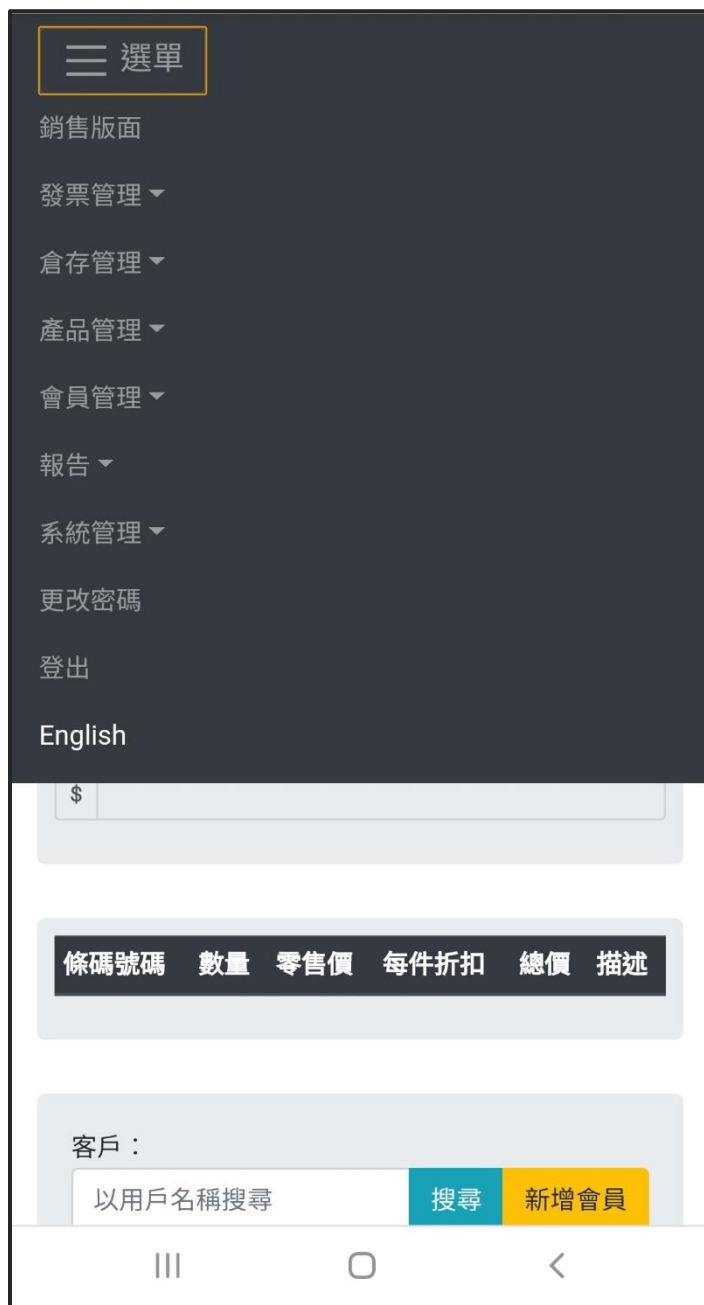 選單
銷售版面
發票管理
倉存管理
產品管理
會員管理
報告
系統管理
更改密碼
登出
English
$
條碼號碼 數量 零售價 每件折扣 總價 描述
客戶：
以用戶名稱搜尋 搜尋 新增會員